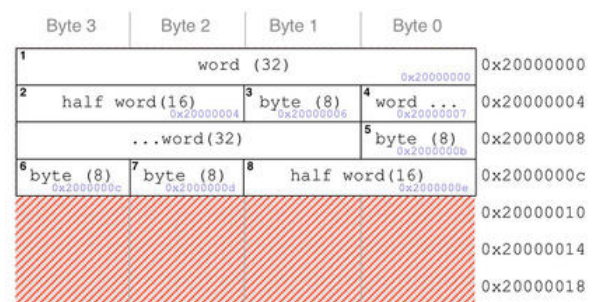 Byte 3 Byte 2 Byte 1 Byte 0
1 word (32) 0x20000000 0x20000000
2 half word(16) 0x20000004 3 byte (8) 0x20000006 4 word ... 0x20000007 0x20000004
...word(32) 5 byte (8) 0x2000000b 0x20000008
6 byte (8) 0x2000000c 7 byte (8) 0x2000000d 8 half word(16) 0x2000000e 0x2000000c
0x20000010
0x20000014
0x20000018